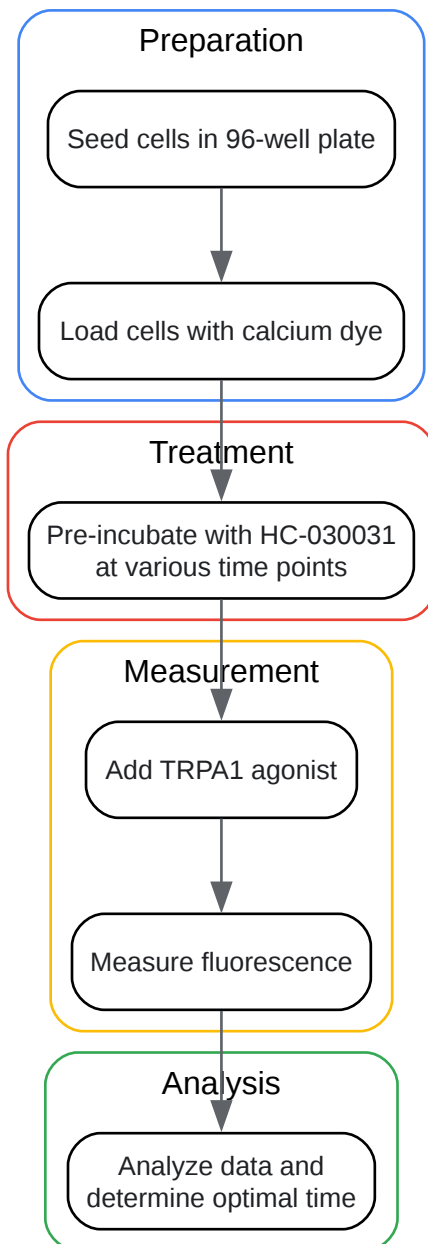 Preparation
Seed cells in 96-well plate
Load cells with calcium dye
Treatment
Pre-incubate with HC-030031
at various time points
Measurement
Add TRPA1 agonist
Measure fluorescence
Analysis
Analyze data and
determine optimal time